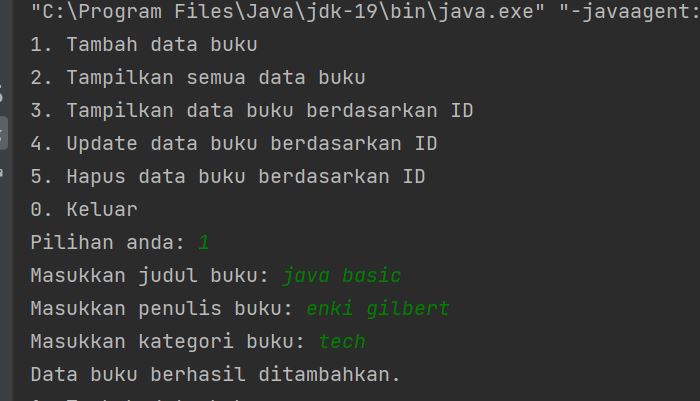 "C:\Program Files\Java\jdk-19\bin\java.exe" "-javaagent:
1. Tambah data buku
2. Tampilkan semua data buku
3. Tampilkan data buku berdasarkan ID
4. Update data buku berdasarkan ID
5. Hapus data buku berdasarkan ID
0. Keluar
Pilihan anda: 1
Masukkan judul buku: java basic
Masukkan penulis buku: enki gilbert
Masukkan kategori buku: tech
Data buku berhasil ditambahkan.